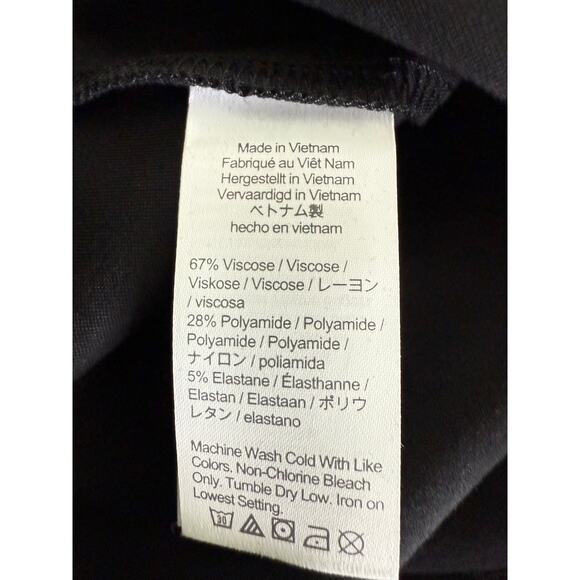 Made in Vietnam
Fabriqué au Viêt Nam
Hergestellt in Vietnam
Vervaardigd in Vietnam
ベトナム製
hecho en vietnam
67% Viscose / Viscose /
Viskose / Viscose / レーヨン
/ viscosa
28% Polyamide / Polyamide /
Polyamide / Polyamide /
ナイロン / poliamida
5% Elastane / Élasthanne /
Elastan / Elastaan / ポリウ
レタン / elastano
Machine Wash Cold With Like
Colors. Non-Chlorine Bleach
Only. Tumble Dry Low. Iron on
Lowest Setting.
30